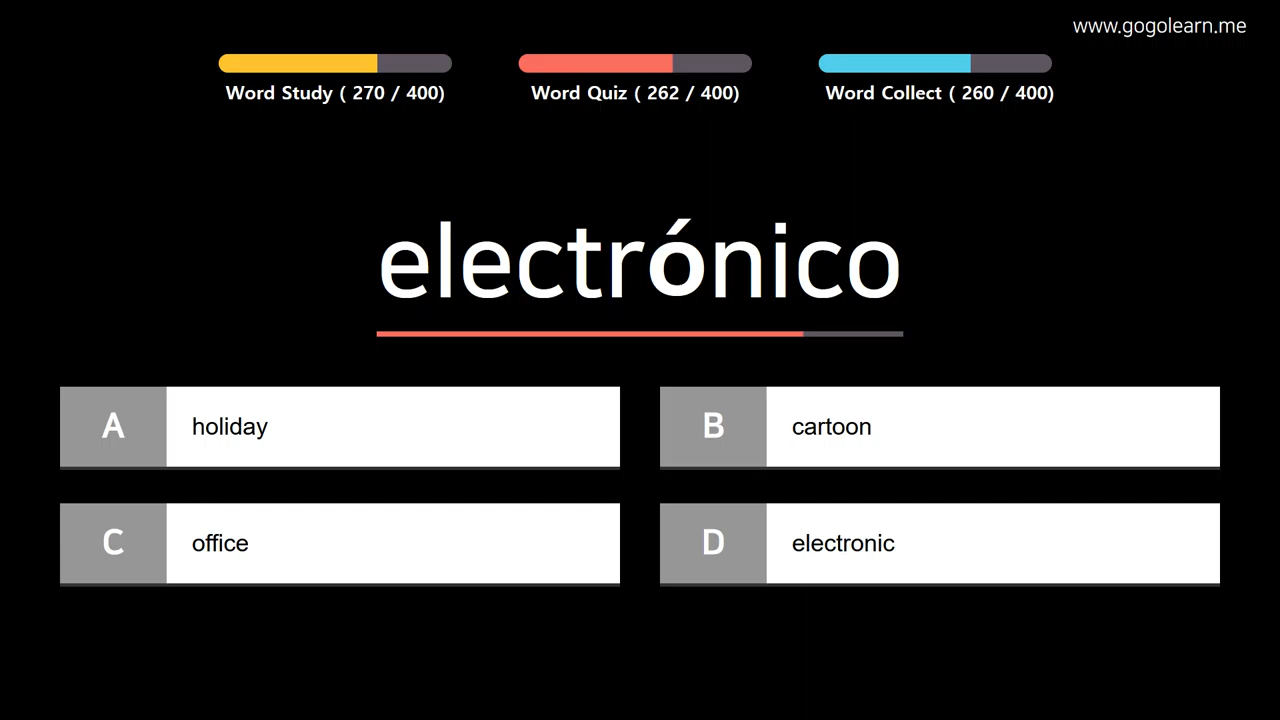 www.gogolearn.me
Word Study ( 270 / 400)
Word Quiz ( 262 / 400)
Word Collect ( 260 / 400)
electrónico
A holiday
B cartoon
C office
D electronic